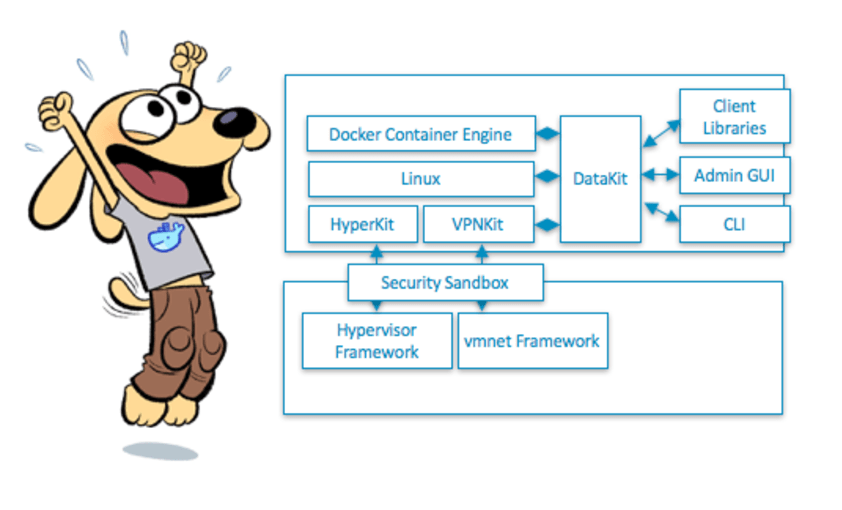 Docker Container Engine
Linux
HyperKit
VPNKit
DataKit
Client
Libraries
Admin GUI
CLI
Security Sandbox
Hypervisor
Framework
vmnet Framework